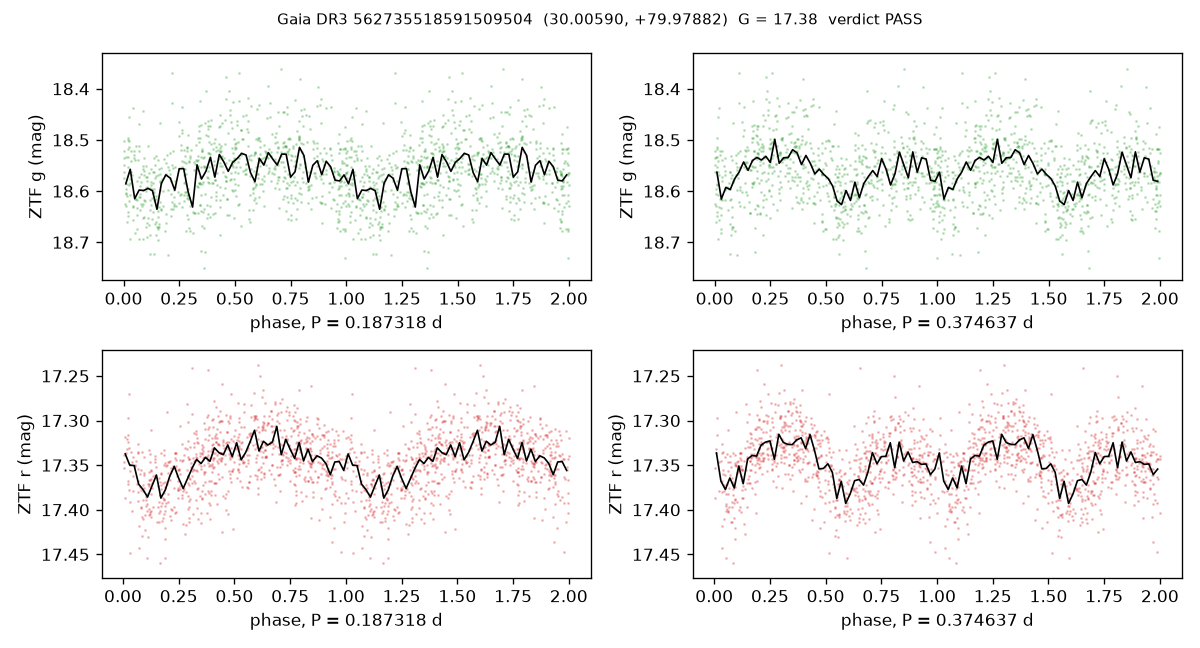 Gaia DR3 562735518591509504 (30.00590, +79.97882) G = 17.38 verdict PASS
ZTF g (mag)
18.4
18.5
18.6
18.7
0.00 0.25 0.50 0.75 1.00 1.25 1.50 1.75 2.00
phase, P = 0.187318 d
ZTF g (mag)
18.4
18.5
18.6
18.7
0.00 0.25 0.50 0.75 1.00 1.25 1.50 1.75 2.00
phase, P = 0.374637 d
ZTF r (mag)
17.25
17.30
17.35
17.40
17.45
0.00 0.25 0.50 0.75 1.00 1.25 1.50 1.75 2.00
phase, P = 0.187318 d
ZTF r (mag)
17.25
17.30
17.35
17.40
17.45
0.00 0.25 0.50 0.75 1.00 1.25 1.50 1.75 2.00
phase, P = 0.374637 d